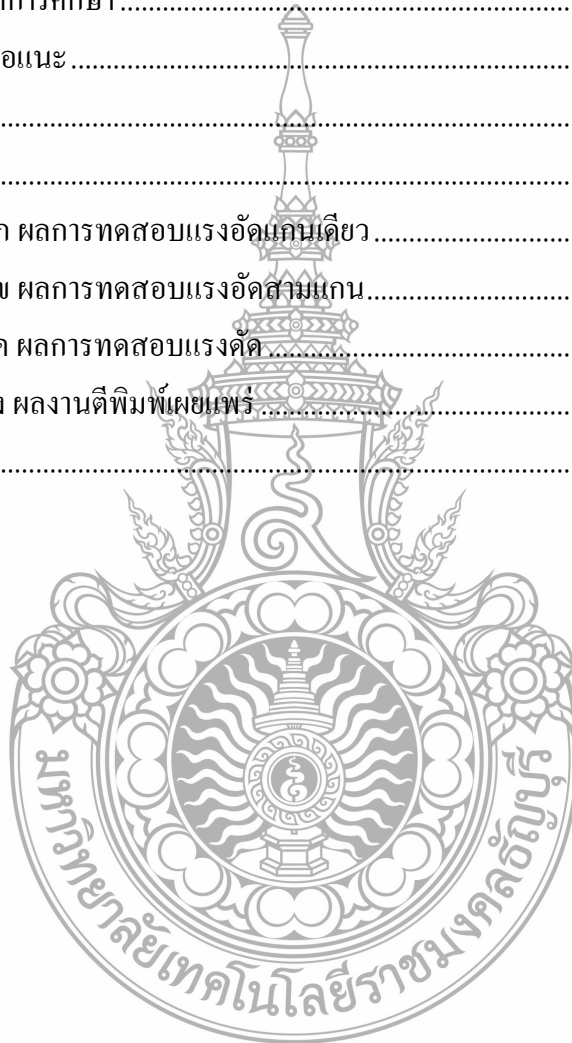 การศึกษา ........................................
อแนะ ........................................
........................................
........................................
ก ผลการทดสอบแรงอัดแกนเดียว ........................................
ข ผลการทดสอบแรงอัดสามแกน ........................................
ค ผลการทดสอบแรงดัด ........................................
ง ผลงานตีพิมพ์เผยแพร่ ........................................
........................................
มหาวิทยาลัยเทคโนโลยีราชมงคลธัญบุรี